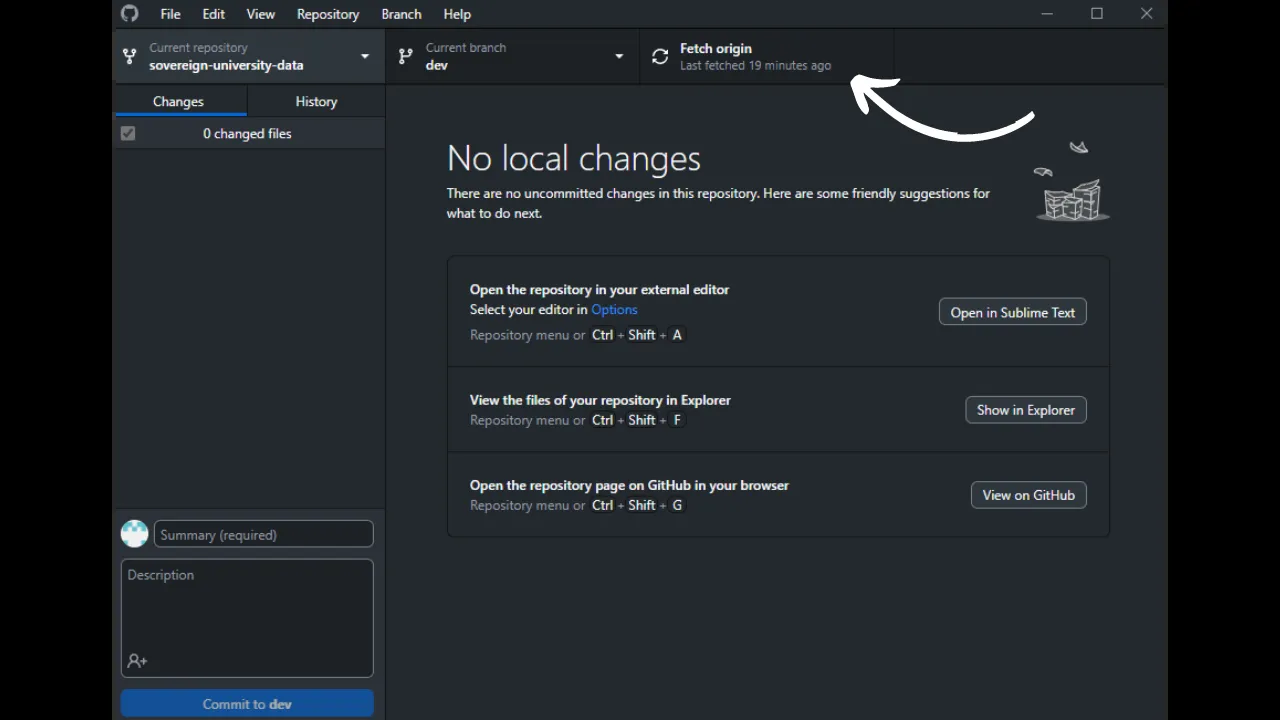 File Edit View Repository Branch Help
Current repository
sovereign-university-data
Current branch
dev
Fetch origin
Last fetched 19 minutes ago
Changes History
0 changed files
No local changes
There are no uncommitted changes in this repository. Here are some friendly suggestions for
what to do next.
Open the repository in your external editor
Select your editor in Options
Repository menu or Ctrl + Shift + A
Open in Sublime Text
View the files of your repository in Explorer
Repository menu or Ctrl + Shift + F
Show in Explorer
Open the repository page on GitHub in your browser
Repository menu or Ctrl + Shift + G
View on GitHub
Summary (required)
Description
Commit to dev